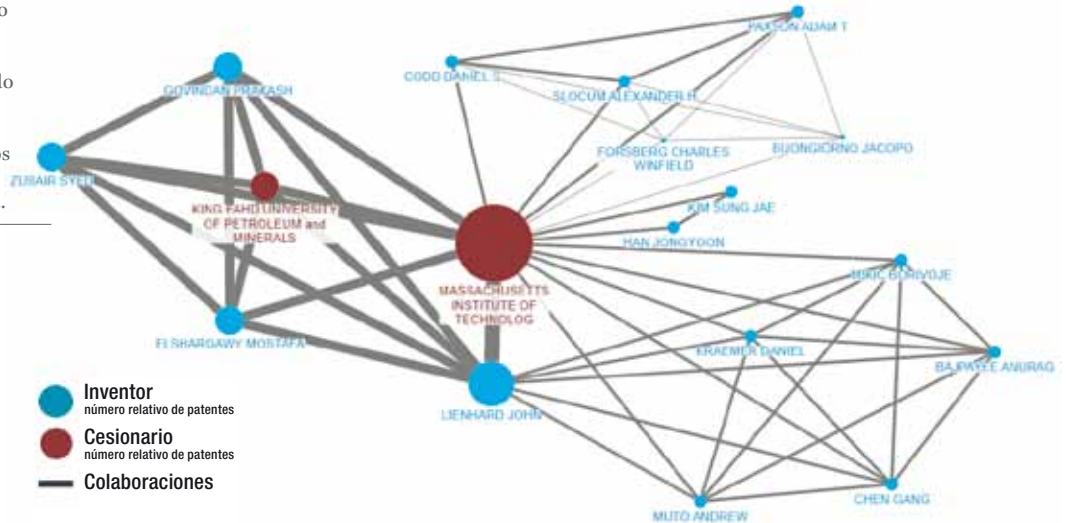 o
lo
os
.
PAXSON ADAM T
CODD DANIEL S
GOVINDAN PRAKASH
SLOCUM ALEXANDER H
FORSBERG CHARLES
WINFIELD
BUONGIORNO JACOPO
ZUBAIR SYED
KING FAHD UNIVERSITY
OF PETROLEUM and
MINERALS
KIM SUNG JAE
HAN JONGYOON
MIKIC BORIVOJE
MASSACHUSETTS
INSTITUTE OF
TECHNOLOG
ELSHARGAWY MOSTAFA
KRAEMER DANIEL
BAJPAYEE ANURAG
LIENHARD JOHN
CHEN GANG
MUTO ANDREW
Inventor
número relativo de patentes
Cesionario
número relativo de patentes
Colaboraciones